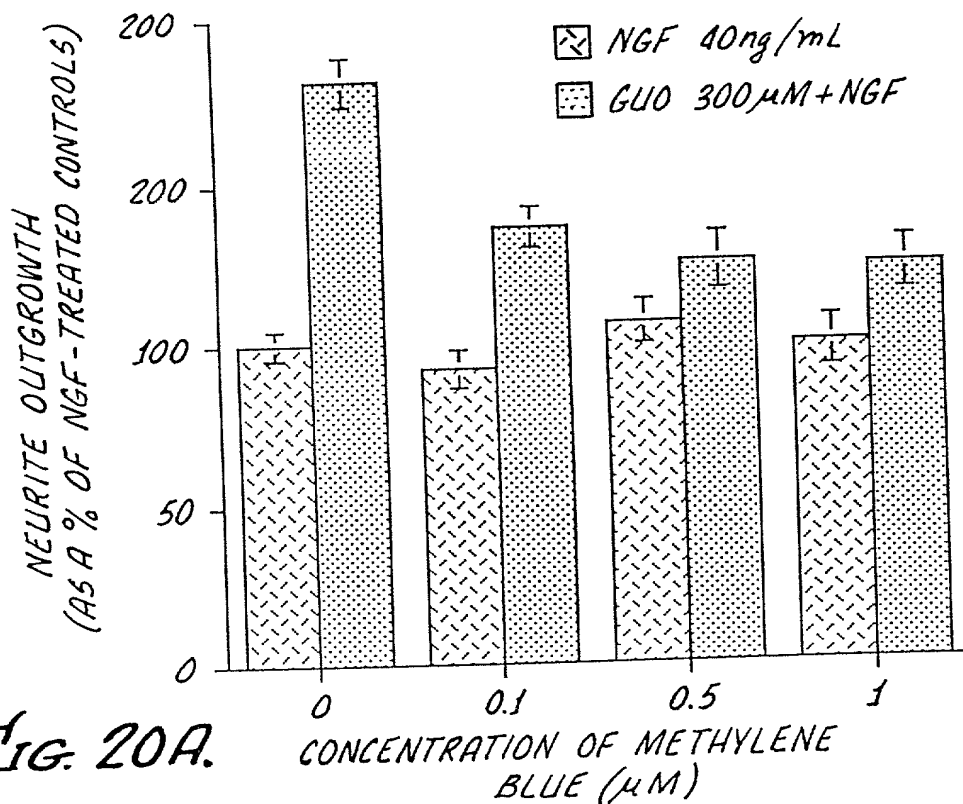 200
200
100
50
0
NEURITE OUTGROWTH
(AS A % OF NGF-TREATED CONTROLS)
NGF 40ng/mL
GUO 300µM+NGF
0
0.1
0.5
1
CONCENTRATION OF METHYLENE
BLUE (µM)
FIG. 20A.